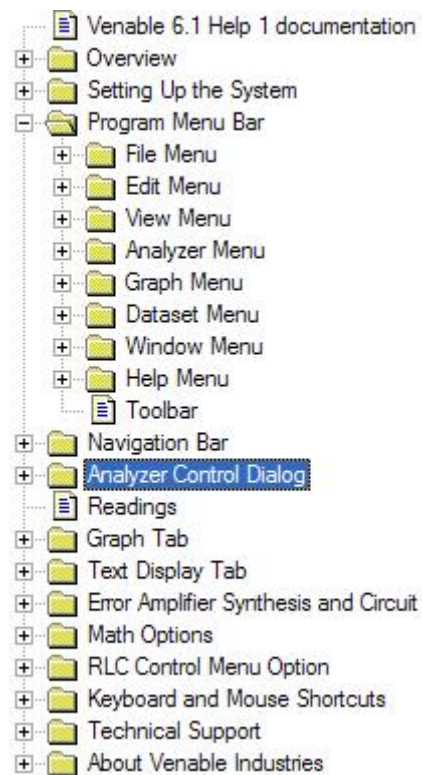 Venable 6.1 Help 1 documentation
Overview
Setting Up the System
Program Menu Bar
File Menu
Edit Menu
View Menu
Analyzer Menu
Graph Menu
Dataset Menu
Window Menu
Help Menu
Toolbar
Navigation Bar
Analyzer Control Dialog
Readings
Graph Tab
Text Display Tab
Error Amplifier Synthesis and Circuit
Math Options
RLC Control Menu Option
Keyboard and Mouse Shortcuts
Technical Support
About Venable Industries